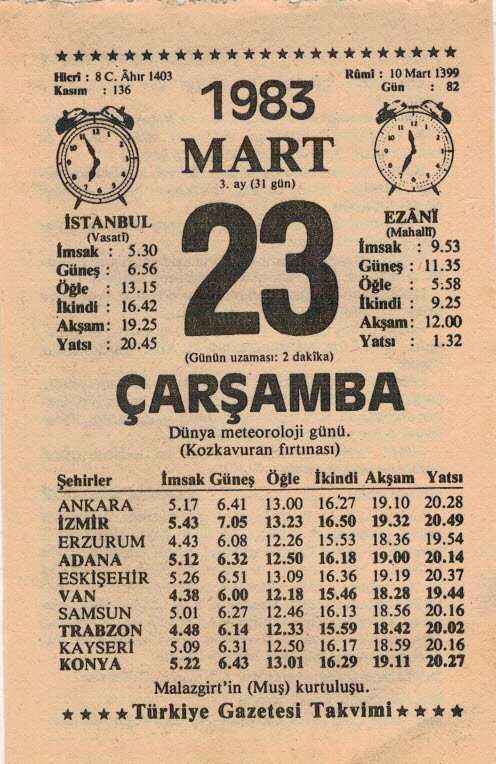 ★★★★★★★★★★★★★★★★★★★★★★
Hicrî : 8 C. Âhır 1403
Kasım : 136
Rûmî : 10 Mart 1399
Gün : 82
1983
MART
3. ay (31 gün)
23
(Günün uzaması: 2 dakîka)
İSTANBUL
(Vasatî)
İmsak : 5.30
Güneş : 6.56
Öğle : 13.15
İkindi : 16.42
Akşam: 19.25
Yatsı : 20.45
EZÂNÎ
(Mahallî)
İmsak : 9.53
Güneş : 11.35
Öğle : 5:58
İkindi : 9.25
Akşam: 12.00
Yatsı : 1.32
ÇARŞAMBA
Dünya meteoroloji günü.
(Kozkavuran fırtınası)
Şehirler İmsak Güneş Öğle İkindi Akşam Yatsı
ANKARA 5.17 6.41 13.00 16.27 19.10 20.28
İZMİR 5.43 7.05 13.23 16.50 19.32 20.49
ERZURUM 4.43 6.08 12.26 15.53 18.36 19.54
ADANA 5.12 6.32 12.50 16.18 19.00 20.14
ESKİŞEHİR 5.26 6.51 13.09 16.36 19.19 20.37
VAN 4.38 6.00 12.18 15.46 18.28 19.44
SAMSUN 5.01 6.27 12.46 16.13 18.56 20.16
TRABZON 4.48 6.14 12.33 15.59 18.42 20.02
KAYSERİ 5.09 6.31 12.50 16.17 18.59 20.16
KONYA 5.22 6.43 13.01 16.29 19.11 20.27
Malazgirt'in (Muş) kurtuluşu.
★★★★Türkiye Gazetesi Takvimi★★★★